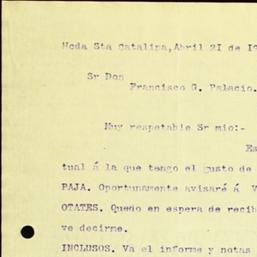 Hcda Sta Catalina, Abril 21 de 19
Sr Don
Francisco G. Palacio.
Muy respetable Sr mio:-
Es
tual á la que tengo el gusto de
PAJA. Oportunamente avisaré á V
OTATES. Quedo en espera de recib
ve decirme.
INCLUSOS. Va el informe y notas